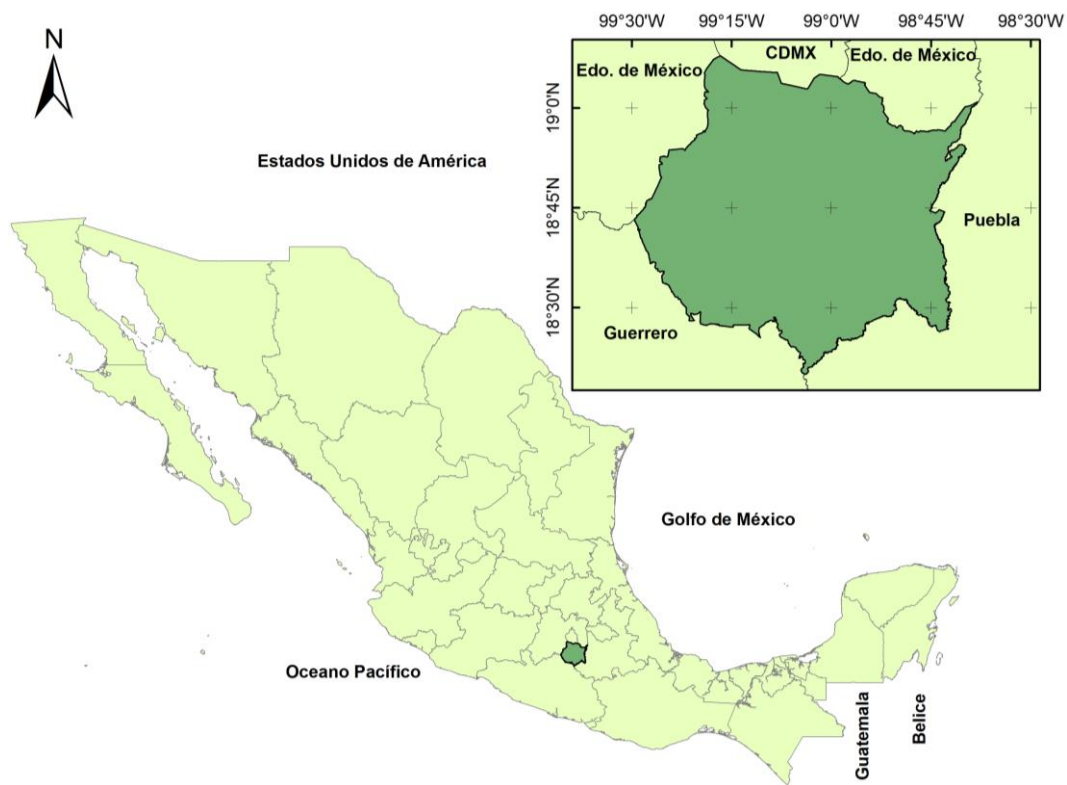 99°30'W 99°15'W 99°0'W 98°45'W 98°30'W
N
CDMX
Edo. de México
Edo. de México
19°0'N
Estados Unidos de América
18°45'N
Puebla
18°30'N
Guerrero
Golfo de México
Oceano Pacífico
Guatemala
Belice